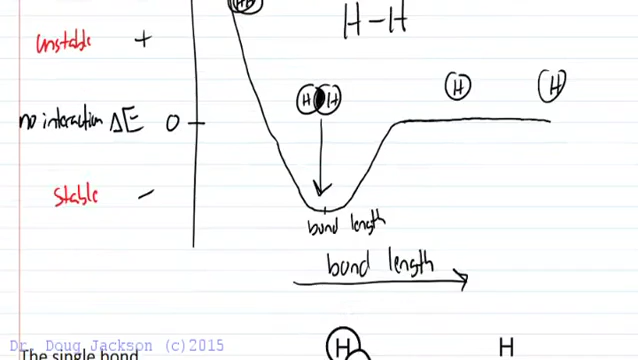 H-H
unstable +
H H H H
no interaction ΔE 0
stable -
bond length
bond length
Dr. Doug Jackson (c)2015
H H
The single bond